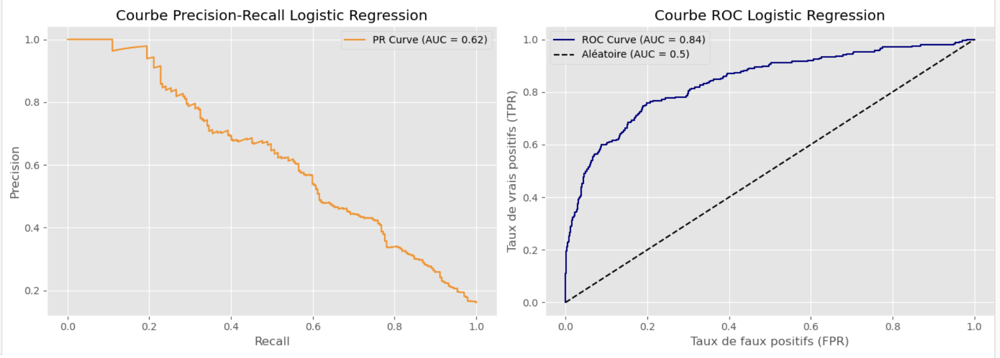 Courbe Precision-Recall Logistic Regression
PR Curve (AUC = 0.62)
Precision
1.0
0.8
0.6
0.4
0.2
0.0 0.2 0.4 0.6 0.8 1.0
Recall
Courbe ROC Logistic Regression
ROC Curve (AUC = 0.84)
Aléatoire (AUC = 0.5)
Taux de vrais positifs (TPR)
1.0
0.8
0.6
0.4
0.2
0.0
0.0 0.2 0.4 0.6 0.8 1.0
Taux de faux positifs (FPR)